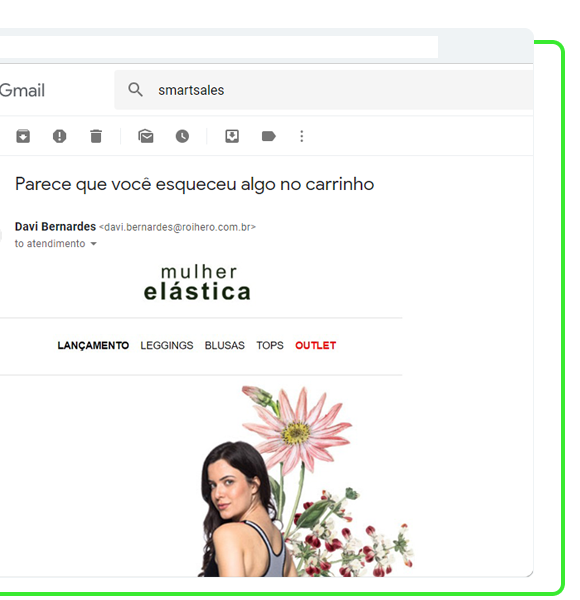 Gmail
smartsales
Parece que você esqueceu algo no carrinho
Davi Bernardes <davi.bernardes@roihero.com.br>
to atendimento
mulher
elástica
LANÇAMENTO LEGGINGS BLUSAS TOPS OUTLET